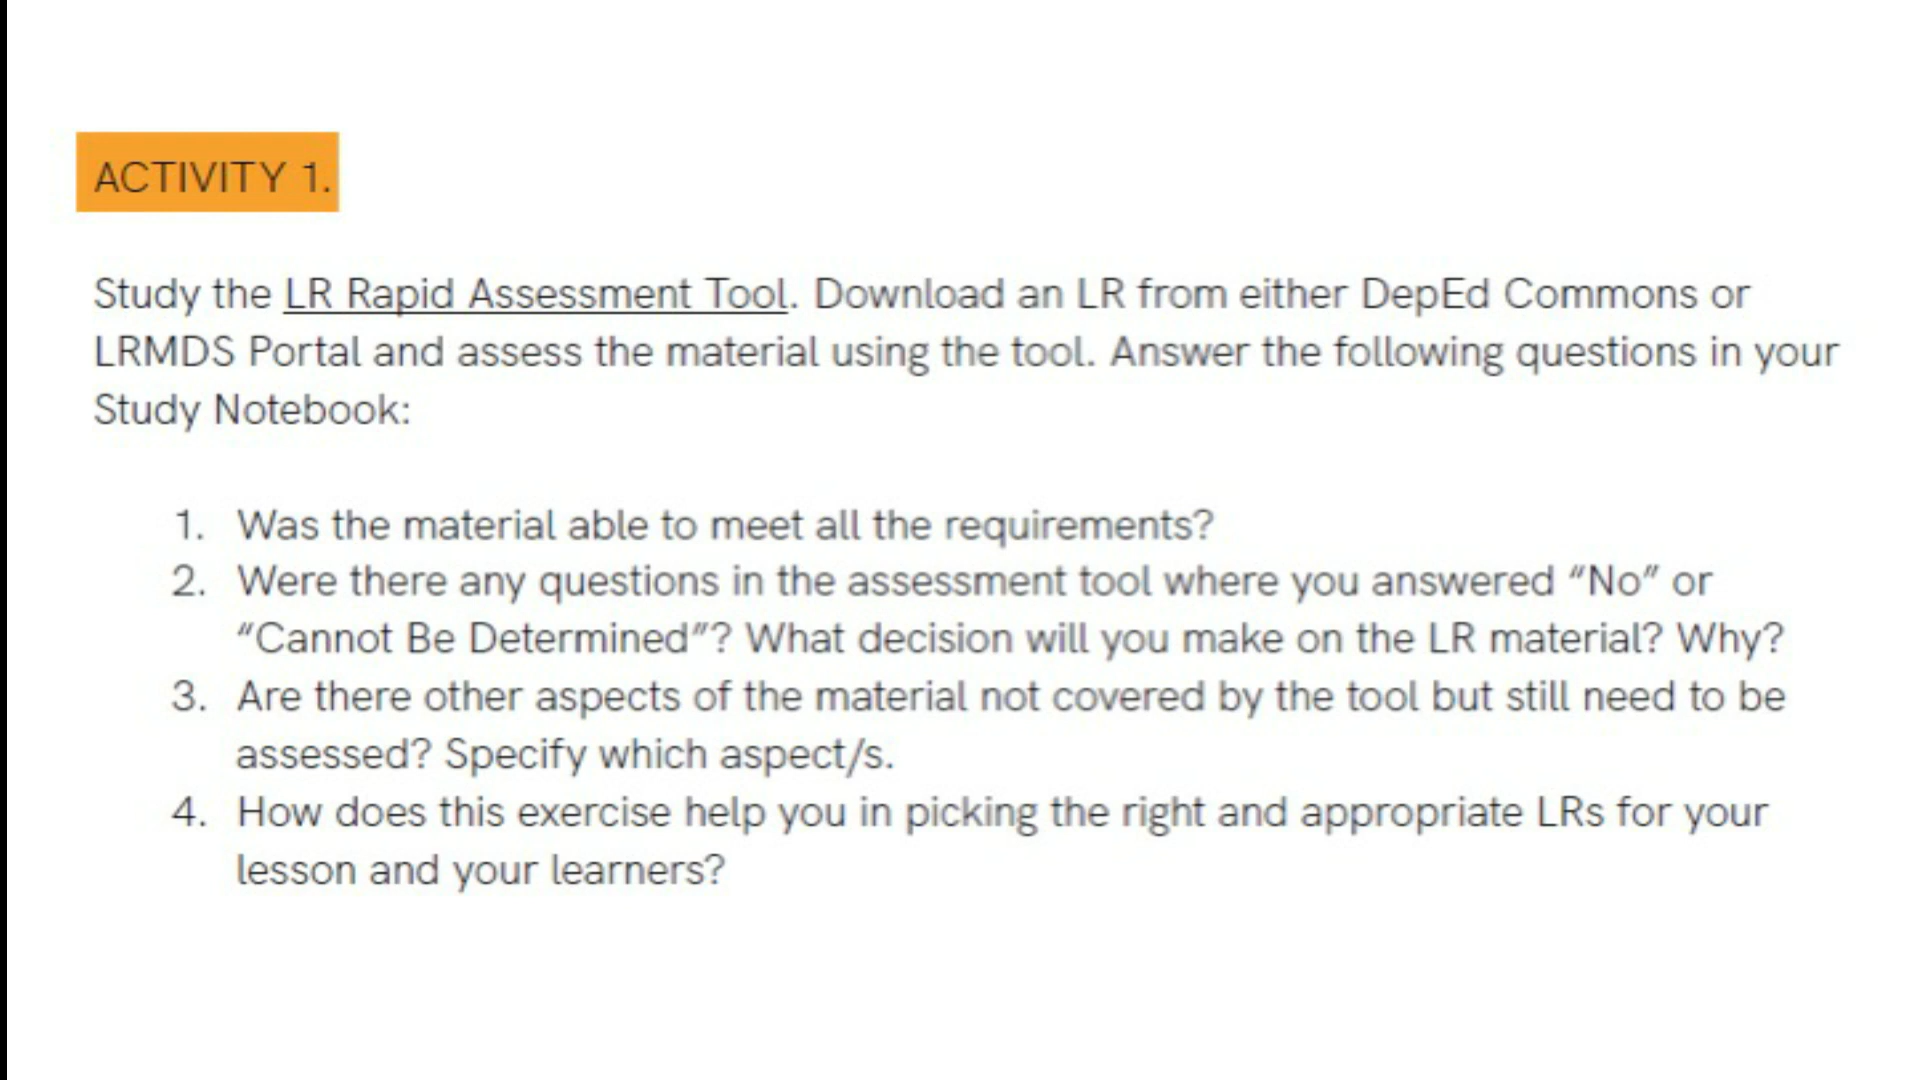 ACTIVITY 1.
Study the LR Rapid Assessment Tool. Download an LR from either DepEd Commons or
LRMDS Portal and assess the material using the tool. Answer the following questions in your
Study Notebook:
1. Was the material able to meet all the requirements?
2. Were there any questions in the assessment tool where you answered “No” or
“Cannot Be Determined”? What decision will you make on the LR material? Why?
3. Are there other aspects of the material not covered by the tool but still need to be
assessed? Specify which aspect/s.
4. How does this exercise help you in picking the right and appropriate LRs for your
lesson and your learners?